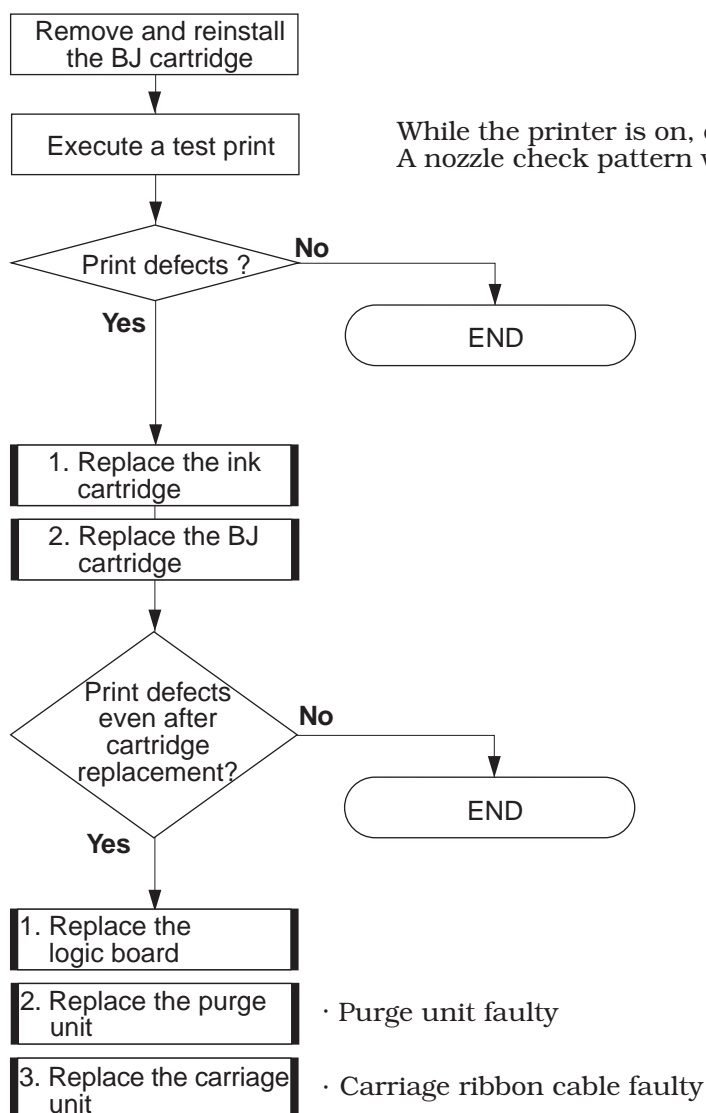 Remove and reinstall
the BJ cartridge
Execute a test print
While the printer is on,
A nozzle check pattern
Print defects ?
No
Yes
END
1. Replace the ink
cartridge
2. Replace the BJ
cartridge
Print defects
even after
cartridge
replacement?
No
Yes
END
1. Replace the
logic board
2. Replace the purge
unit
· Purge unit faulty
3. Replace the carriage
unit
· Carriage ribbon cable faulty